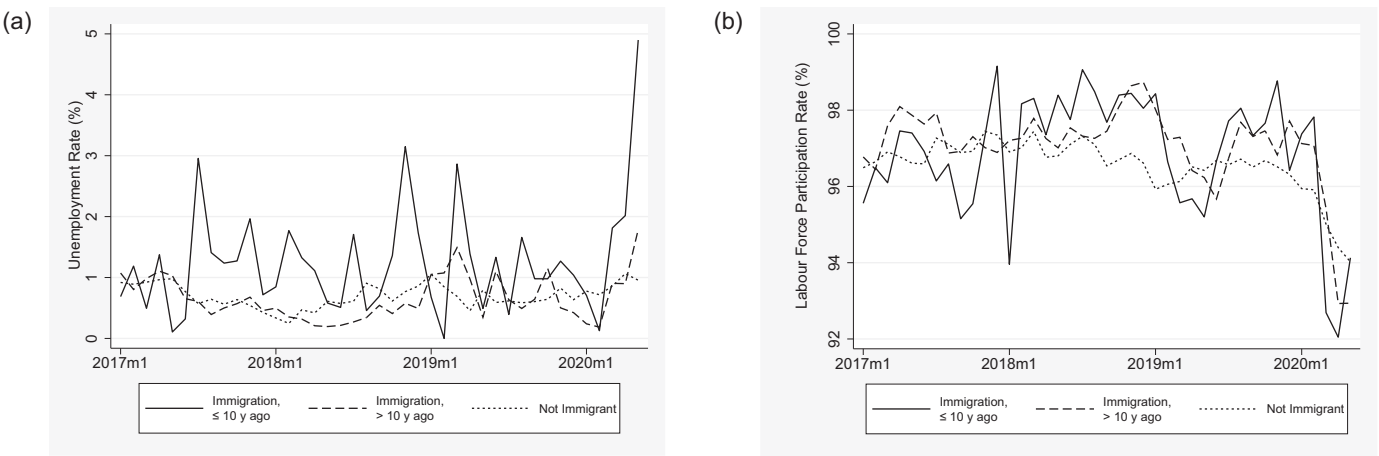 (a)
Unemployment Rate (%)
5
4
3
2
1
0
2017m1 2018m1 2019m1 2020m1
Immigration,
≤ 10 y ago
Immigration,
> 10 y ago
Not Immigrant
(b)
Labour Force Participation Rate (%)
100
98
96
94
92
2017m1 2018m1 2019m1 2020m1
Immigration,
≤ 10 y ago
Immigration,
> 10 y ago
Not Immigrant